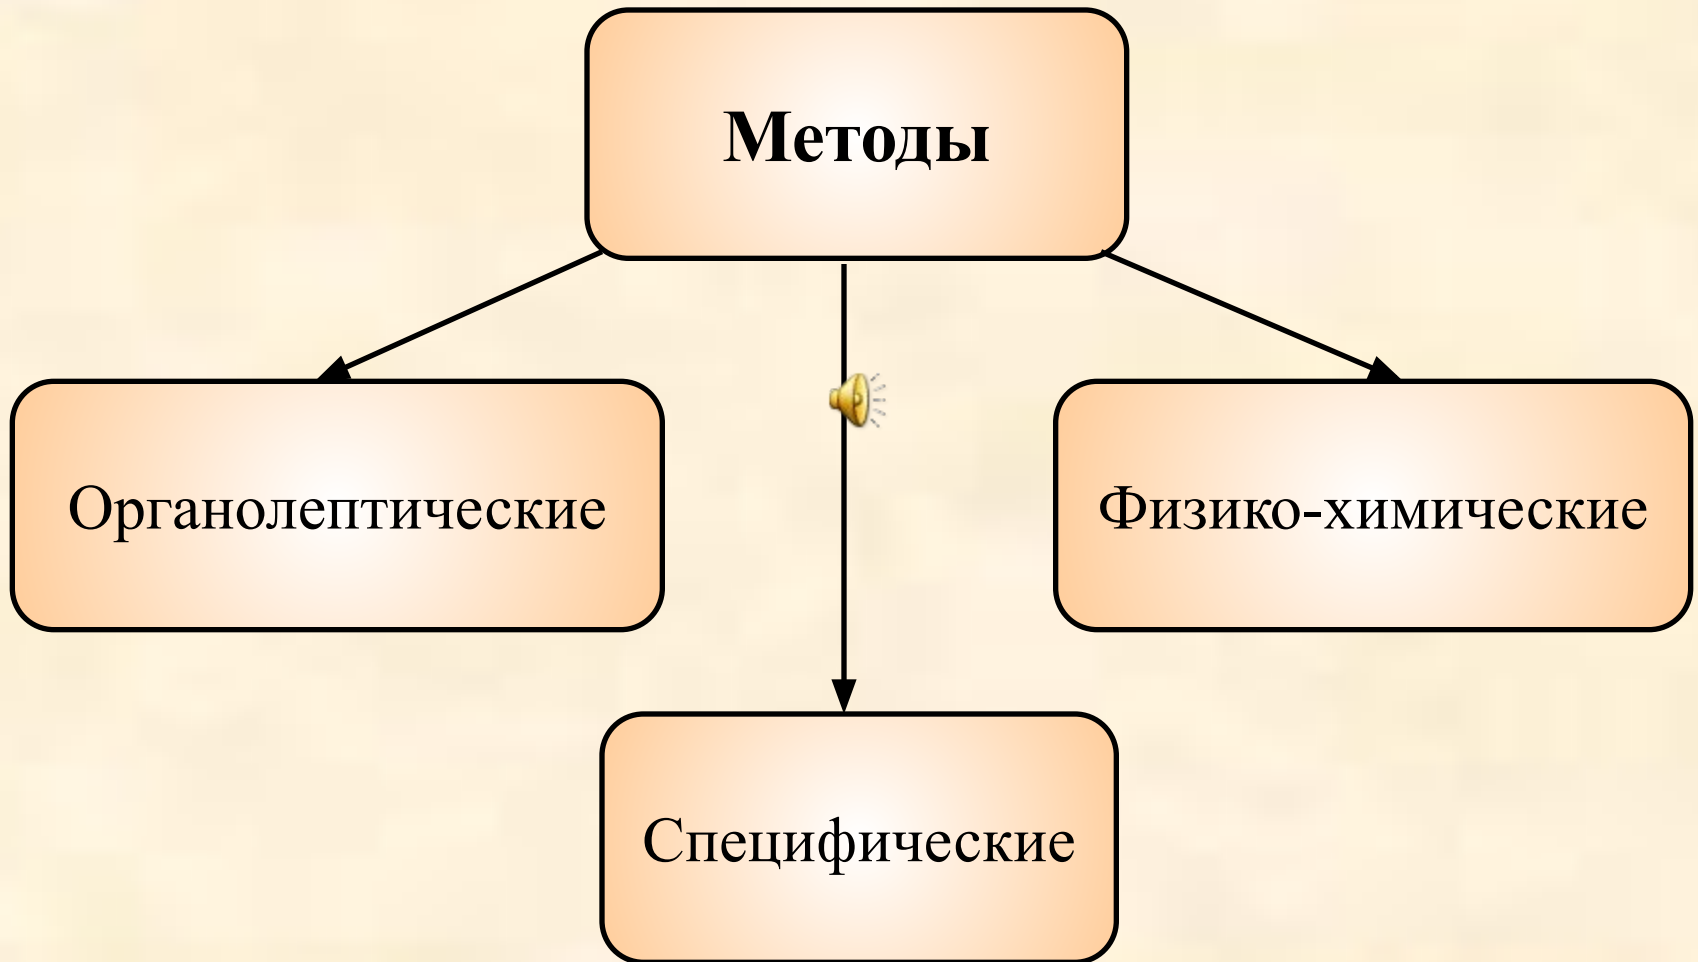 Методы
Органолептические
Физико-химические
Специфические